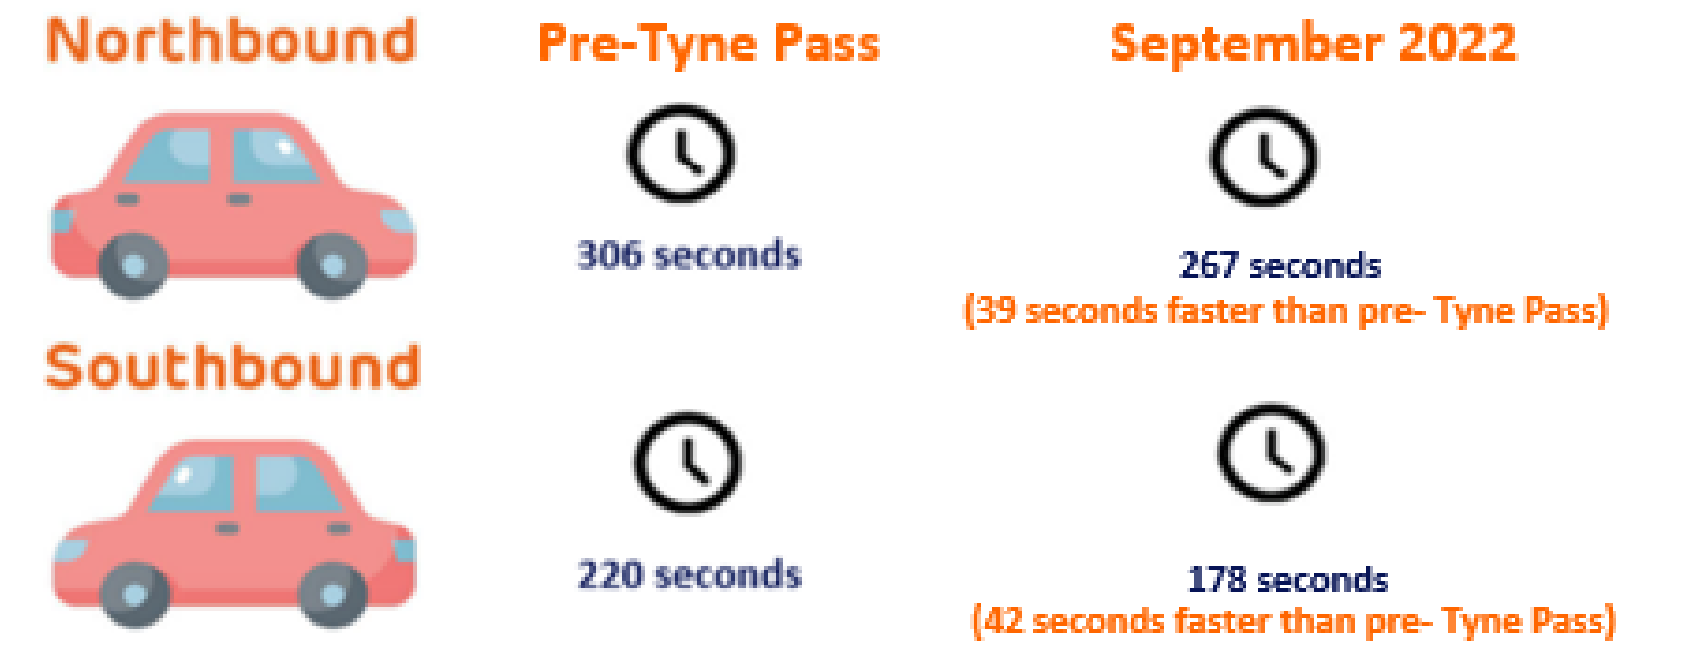 Northbound Pre-Tyne Pass September 2022
306 seconds
267 seconds
(39 seconds faster than pre- Tyne Pass)
Southbound
220 seconds
178 seconds
(42 seconds faster than pre- Tyne Pass)